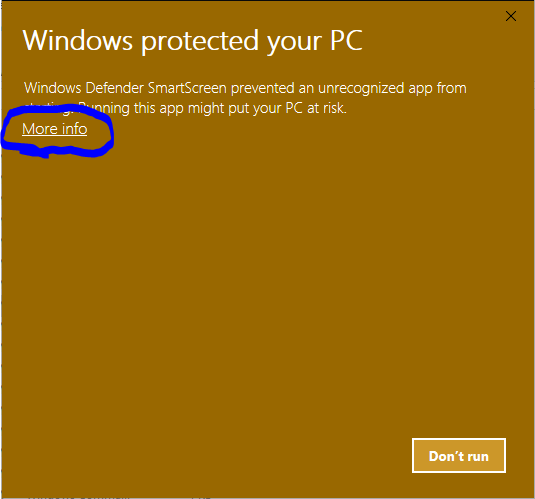 Windows protected your PC
Windows Defender SmartScreen prevented an unrecognized app from
starting. Running this app might put your PC at risk.
More info
Don't run